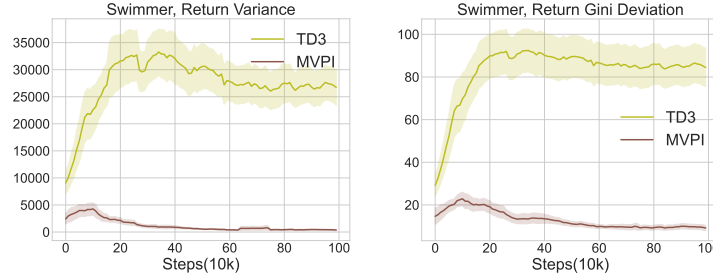 Swimmer, Return Variance
35000
30000
25000
20000
15000
10000
5000
0
0 20 40 60 80 100
Steps(10k)
TD3
MVPI
Swimmer, Return Gini Deviation
100
80
60
40
20
0 20 40 60 80 100
Steps(10k)
TD3
MVPI